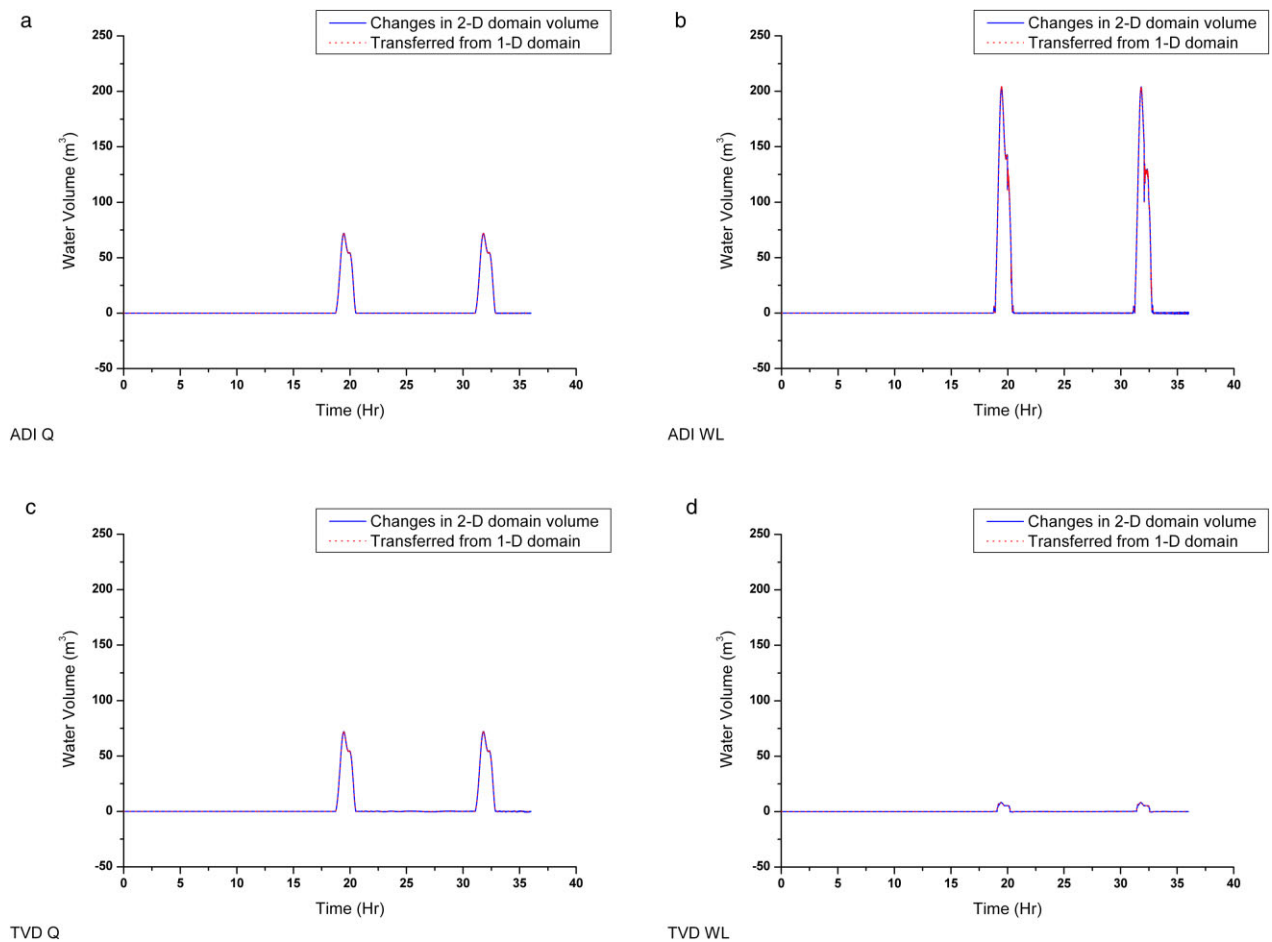 a
Changes in 2-D domain volume
Transferred from 1-D domain
250
200
150
100
50
0
-50
Water Volume (m³)
0 5 10 15 20 25 30 35 40
Time (Hr)
ADI Q
b
Changes in 2-D domain volume
Transferred from 1-D domain
250
200
150
100
50
0
-50
Water Volume (m³)
0 5 10 15 20 25 30 35 40
Time (Hr)
ADI WL
c
Changes in 2-D domain volume
Transferred from 1-D domain
250
200
150
100
50
0
-50
Water Volume (m³)
0 5 10 15 20 25 30 35 40
Time (Hr)
TVD Q
d
Changes in 2-D domain volume
Transferred from 1-D domain
250
200
150
100
50
0
-50
Water Volume (m³)
0 5 10 15 20 25 30 35 40
Time (Hr)
TVD WL